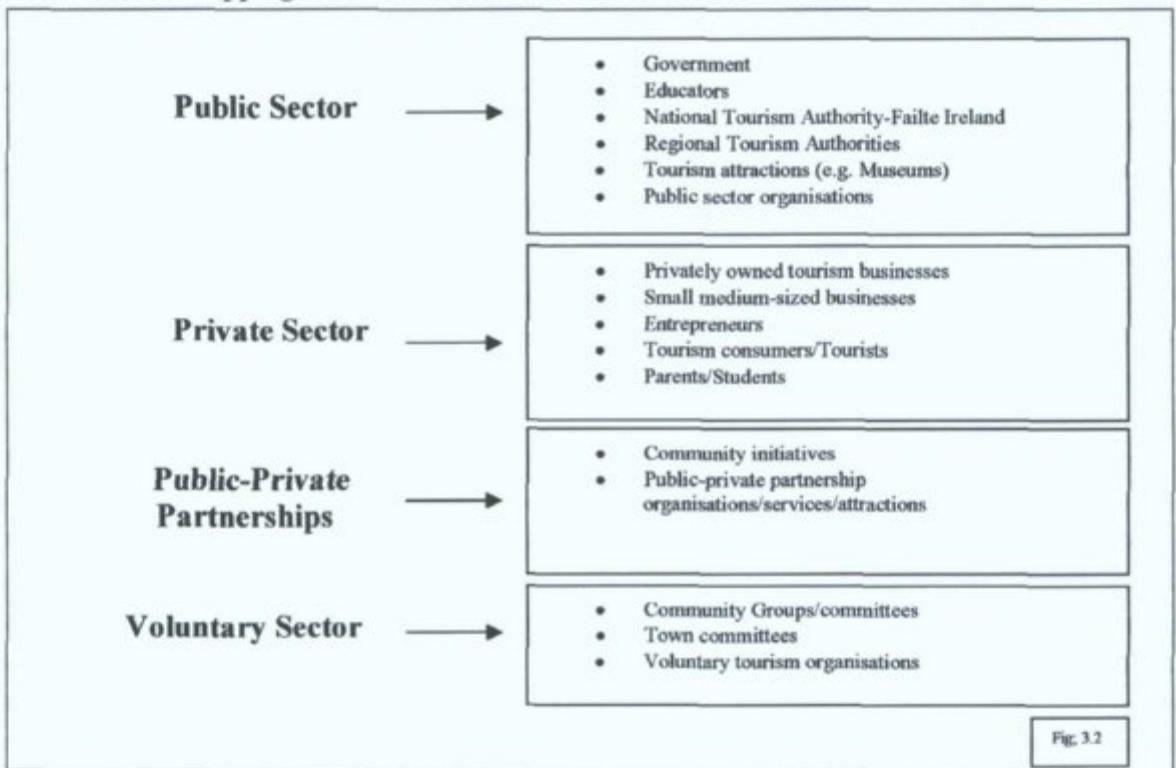 Public Sector
• Government
• Educators
• National Tourism Authority-Failte Ireland
• Regional Tourism Authorities
• Tourism attractions (e.g. Museums)
• Public sector organisations
Private Sector
• Privately owned tourism businesses
• Small medium-sized businesses
• Entrepreneurs
• Tourism consumers/Tourists
• Parents/Students
Public-Private
Partnerships
• Community initiatives
• Public-private partnership
organisations/services/attractions
Voluntary Sector
• Community Groups/committees
• Town committees
• Voluntary tourism organisations
Fig. 3.2